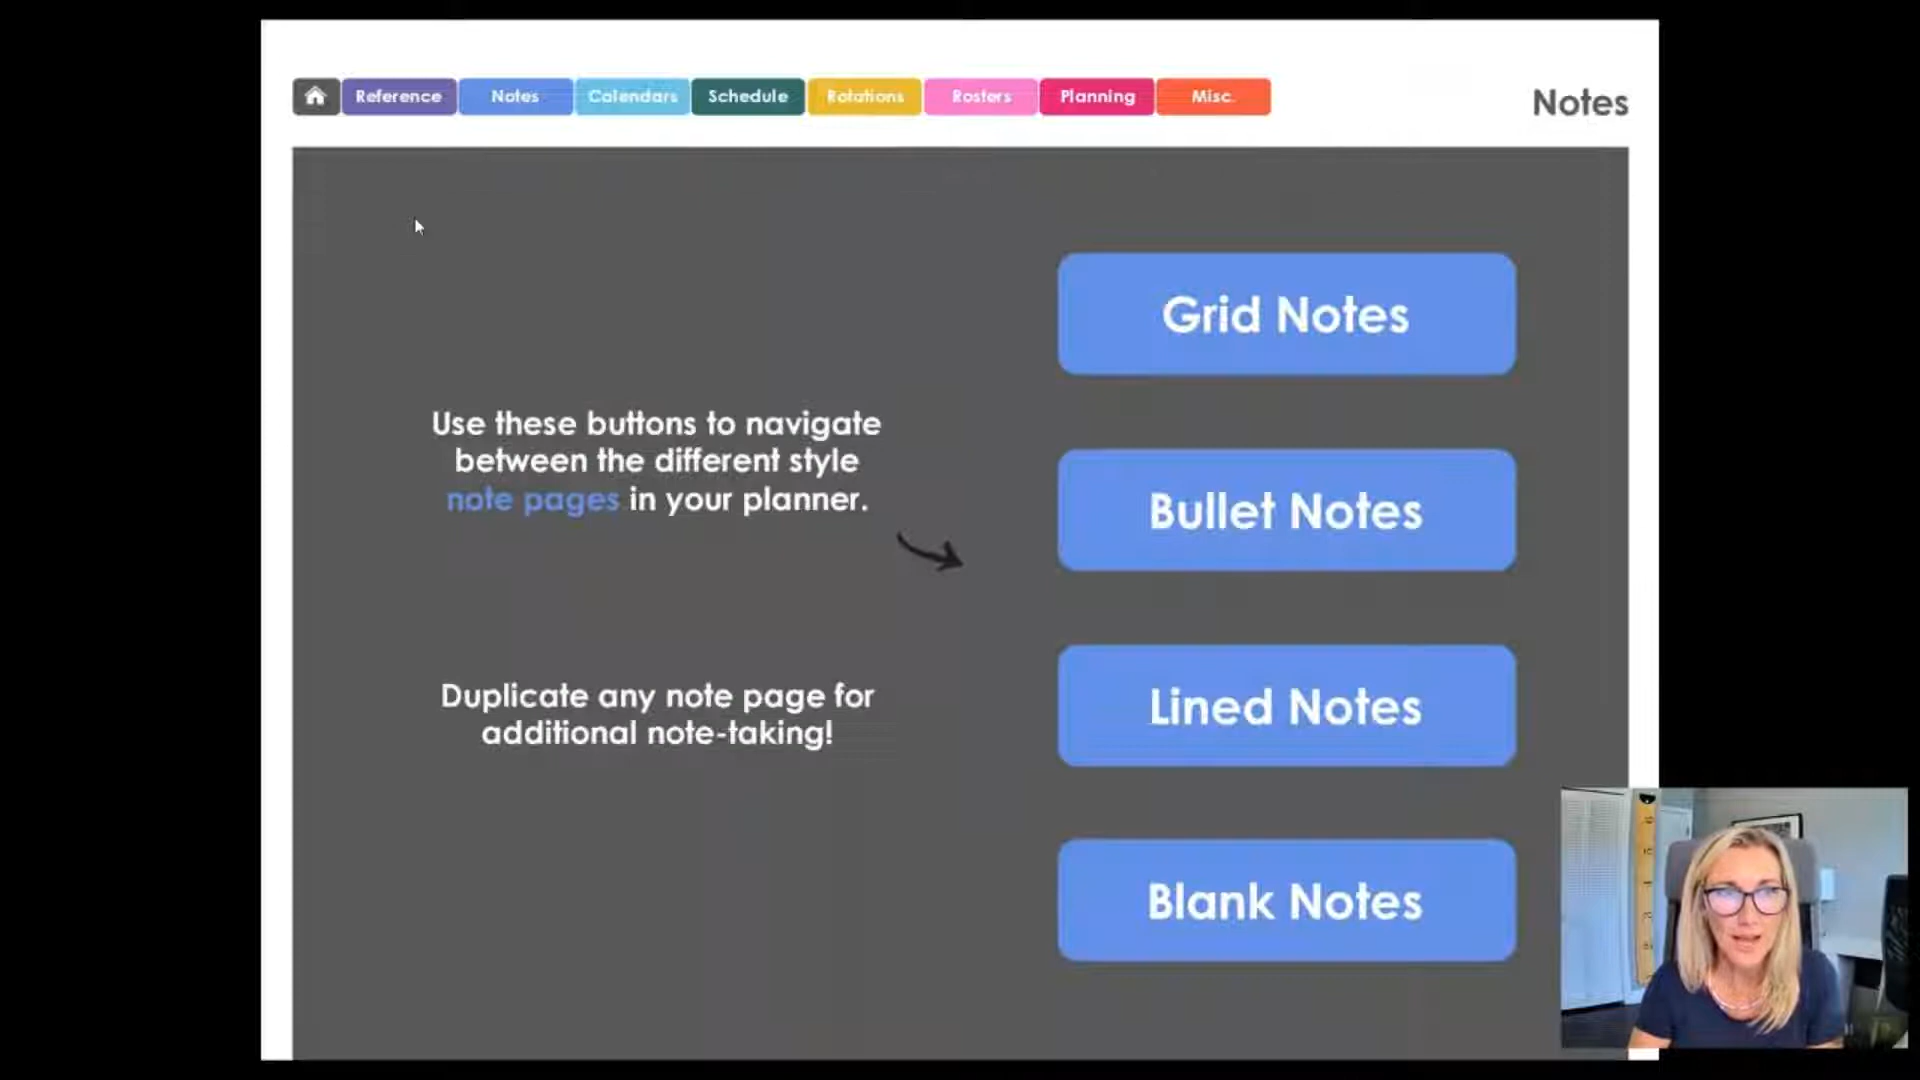 Reference Notes Calendars Schedule Rotations Rosters Planning Misc.
Notes
Use these buttons to navigate
between the different style
note pages in your planner.
Duplicate any note page for
additional note-taking!
Grid Notes
Bullet Notes
Lined Notes
Blank Notes